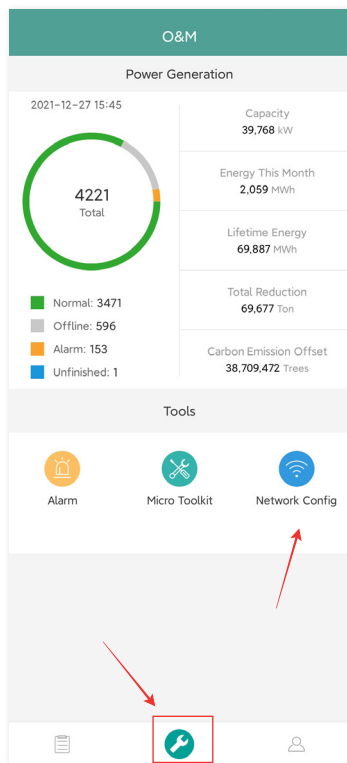 O&M
Power Generation
2021-12-27 15:45
4221
Total
Normal: 3471
Offline: 596
Alarm: 153
Unfinished: 1
Capacity
39,768 kW
Energy This Month
2,059 MWh
Lifetime Energy
69,887 MWh
Total Reduction
69,677 Ton
Carbon Emission Offset
38,709,472 Trees
Tools
Alarm
Micro Toolkit
Network Config